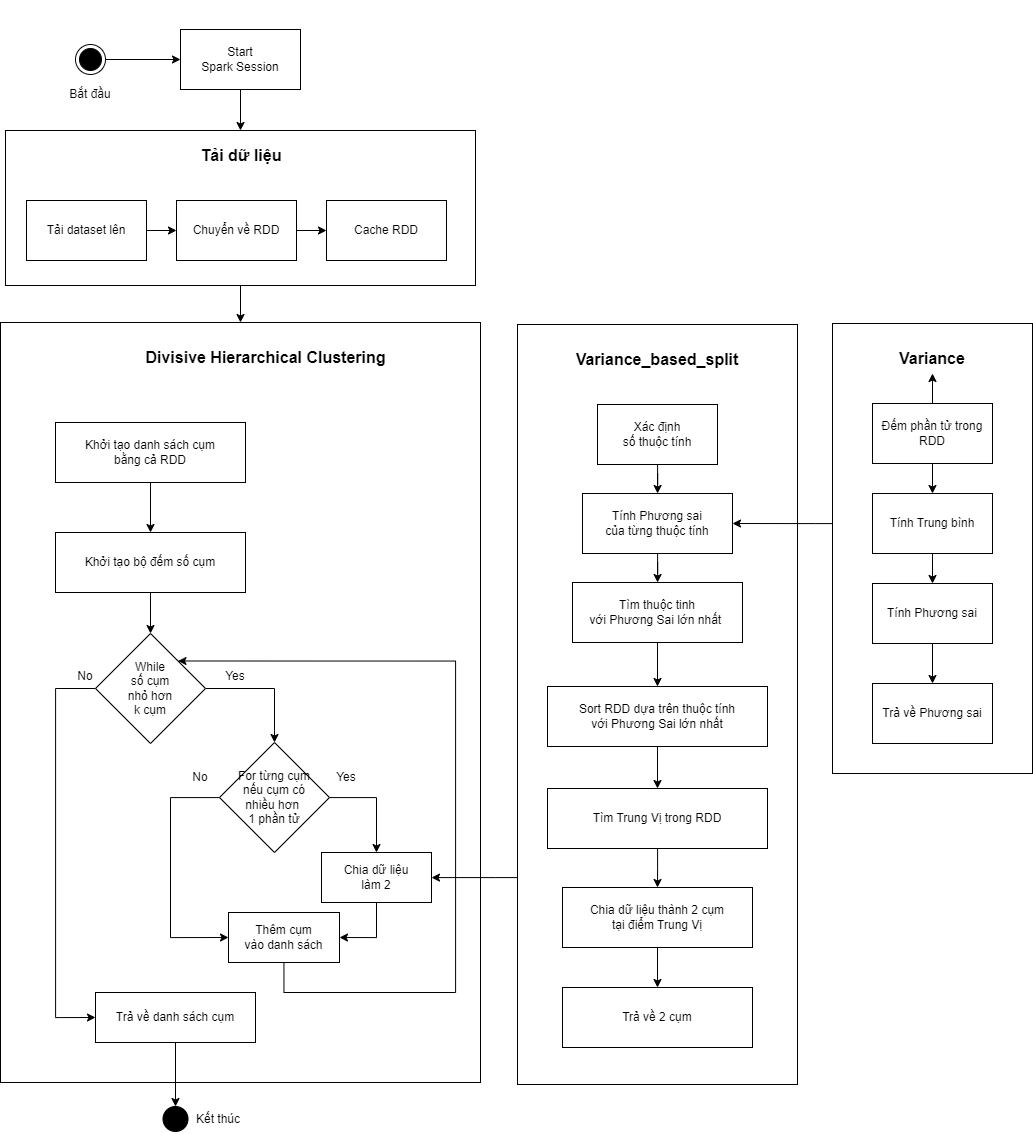 Start
Spark Session
Bắt đầu
Tải dữ liệu
Tải dataset lên
Chuyển về RDD
Cache RDD
Divisive Hierarchical Clustering
Khởi tạo danh sách cụm
bằng cả RDD
Khởi tạo bộ đếm số cụm
While
số cụm
nhỏ hơn
k cụm
No
Yes
For từng cụm
nếu cụm có
nhiều hơn
1 phần tử
No
Yes
Chia dữ liệu
làm 2
Thêm cụm
vào danh sách
Trả về danh sách cụm
Kết thúc
Variance_based_split
Xác định
số thuộc tính
Tính Phương sai
của từng thuộc tính
Tìm thuộc tinh
với Phương Sai lớn nhất
Sort RDD dựa trên thuộc tính
với Phương Sai lớn nhất
Tìm Trung Vị trong RDD
Chia dữ liệu thành 2 cụm
tại điểm Trung Vị
Trả về 2 cụm
Variance
Đếm phần tử trong
RDD
Tính Trung bình
Tính Phương sai
Trả về Phương sai